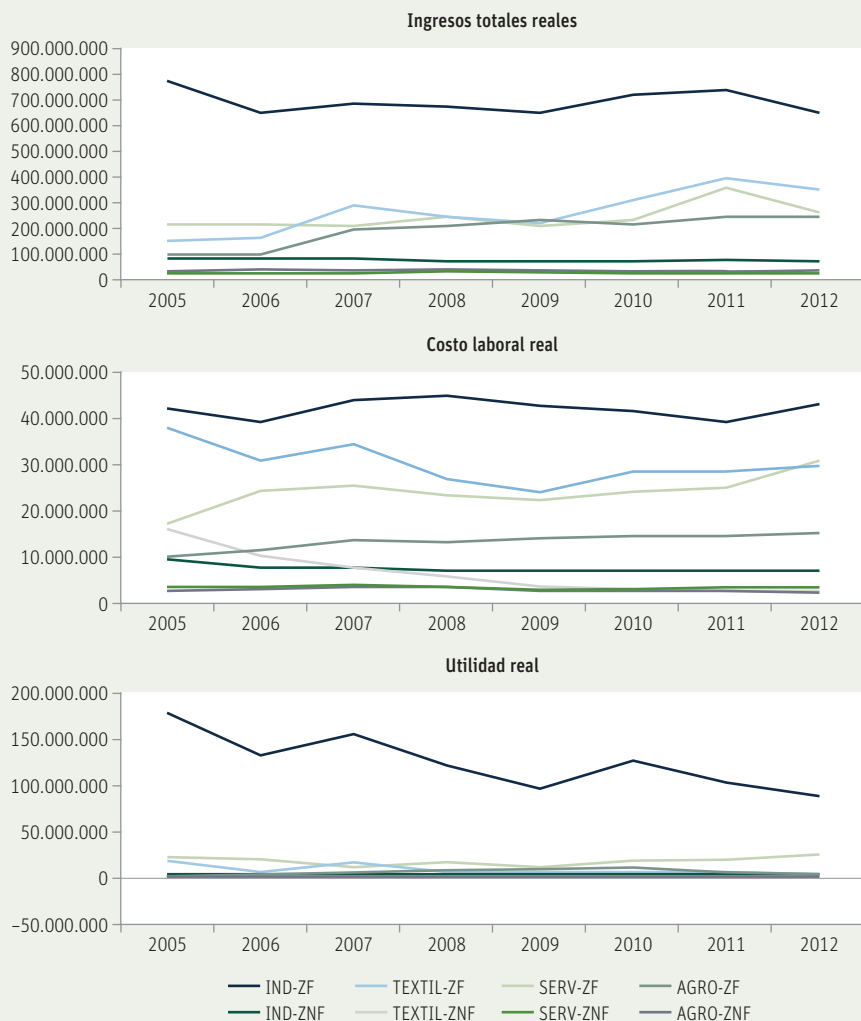 Ingresos totales reales
900.000.000
800.000.000
700.000.000
600.000.000
500.000.000
400.000.000
300.000.000
200.000.000
100.000.000
0
2005 2006 2007 2008 2009 2010 2011 2012
Costo laboral real
50.000.000
40.000.000
30.000.000
20.000.000
10.000.000
0
2005 2006 2007 2008 2009 2010 2011 2012
Utilidad real
200.000.000
150.000.000
100.000.000
50.000.000
0
−50.000.000
2005 2006 2007 2008 2009 2010 2011 2012
IND-ZF TEXTIL-ZF SERV-ZF AGRO-ZF
IND-ZNF TEXTIL-ZNF SERV-ZNF AGRO-ZNF